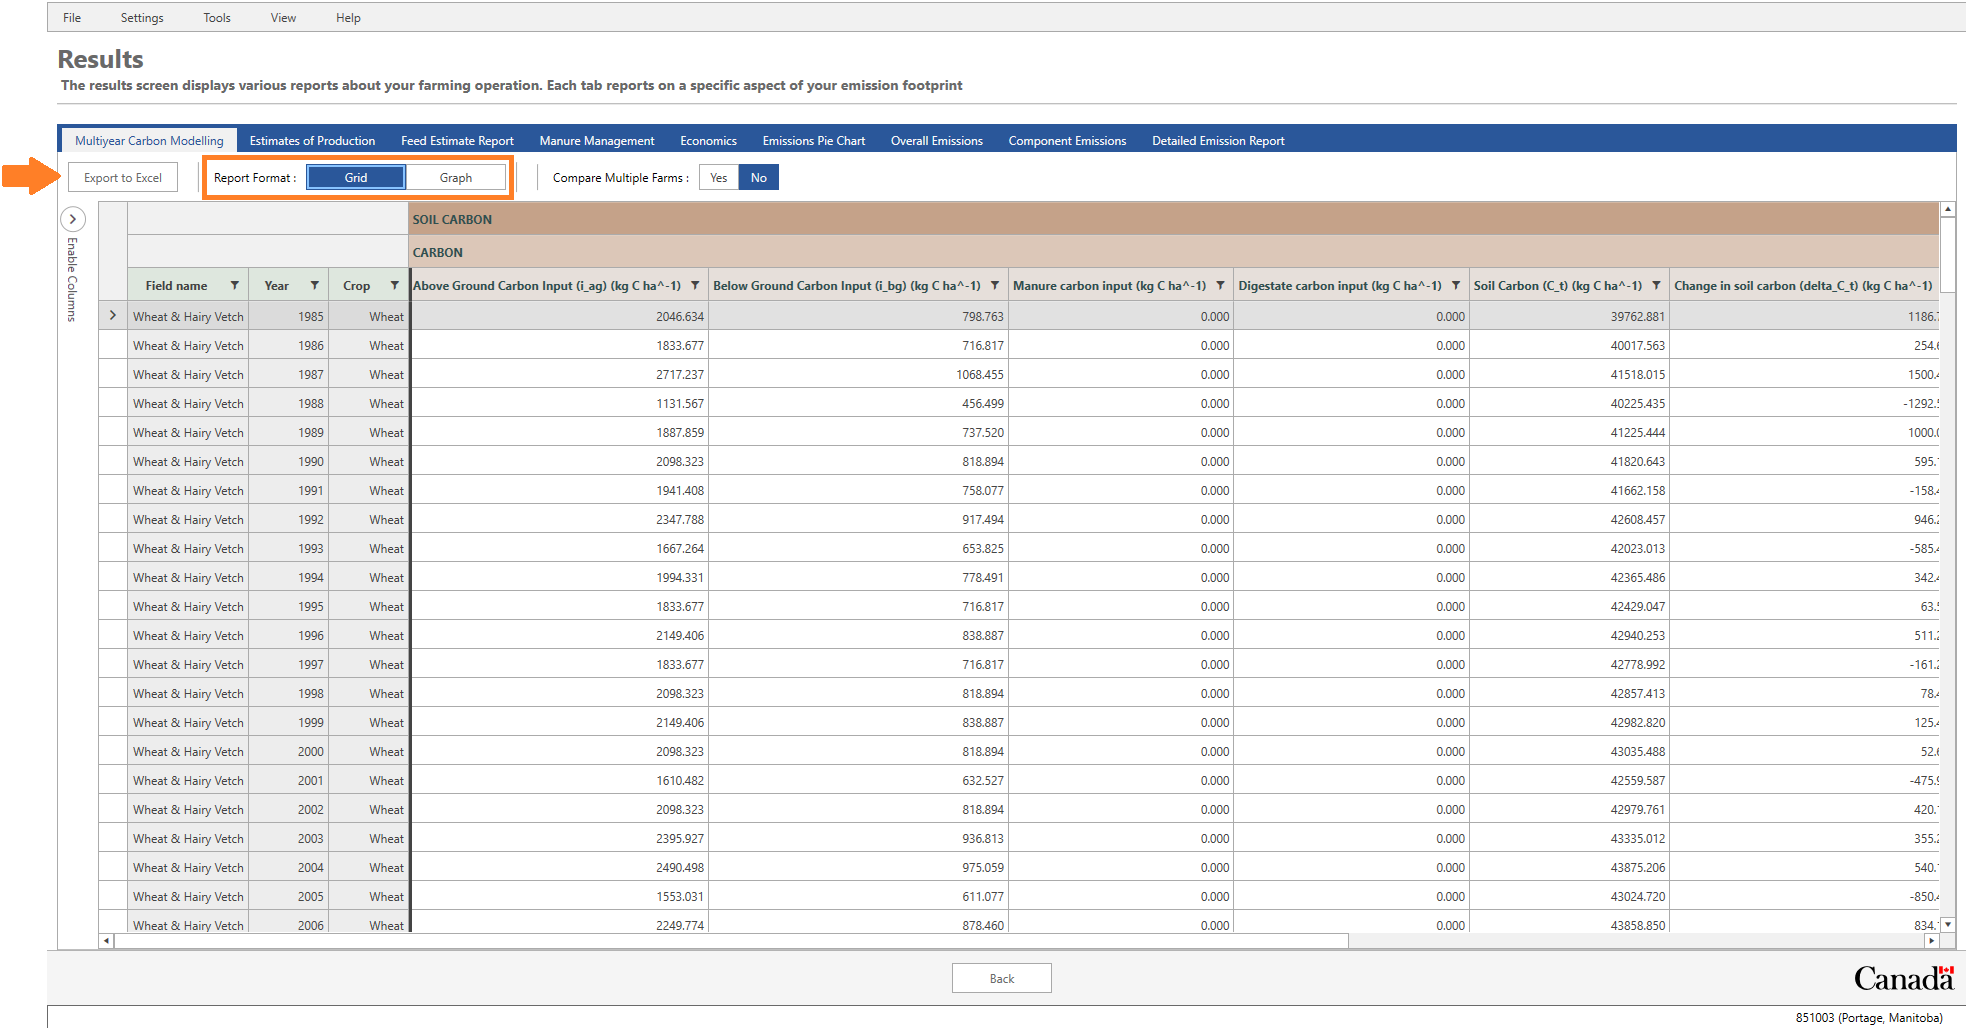 File Settings Tools View Help
Results
The results screen displays various reports about your farming operation. Each tab reports on a specific aspect of your emission footprint
Multiyear Carbon Modelling Estimates of Production Feed Estimate Report Manure Management Economics Emissions Pie Chart Overall Emissions Component Emissions Detailed Emission Report
Export to Excel Report Format : Grid Graph Compare Multiple Farms : Yes No
Enable Columns
SOIL CARBON
CARBON
Field name Year Crop Above Ground Carbon Input (i_ag) (kg C ha^-1) Below Ground Carbon Input (i_bg) (kg C ha^-1) Manure carbon input (kg C ha^-1) Digestate carbon input (kg C ha^-1) Soil Carbon (C_t) (kg C ha^-1) Change in soil carbon (delta_C_t) (kg C ha^-1)
Wheat & Hairy Vetch 1985 Wheat 2046.634 798.763 0.000 0.000 39762.881 1186.
Wheat & Hairy Vetch 1986 Wheat 1833.677 716.817 0.000 0.000 40017.563 254.
Wheat & Hairy Vetch 1987 Wheat 2717.237 1068.455 0.000 0.000 41518.015 1500.
Wheat & Hairy Vetch 1988 Wheat 1131.567 456.499 0.000 0.000 40225.435 -1292.
Wheat & Hairy Vetch 1989 Wheat 1887.859 737.520 0.000 0.000 41225.444 1000.
Wheat & Hairy Vetch 1990 Wheat 2098.323 818.894 0.000 0.000 41820.643 595.
Wheat & Hairy Vetch 1991 Wheat 1941.408 758.077 0.000 0.000 41662.158 -158.
Wheat & Hairy Vetch 1992 Wheat 2347.788 917.494 0.000 0.000 42608.457 946.
Wheat & Hairy Vetch 1993 Wheat 1667.264 653.825 0.000 0.000 42023.013 -585.
Wheat & Hairy Vetch 1994 Wheat 1994.331 778.491 0.000 0.000 42365.486 342.
Wheat & Hairy Vetch 1995 Wheat 1833.677 716.817 0.000 0.000 42429.047 63.
Wheat & Hairy Vetch 1996 Wheat 2149.406 838.887 0.000 0.000 42940.253 511.
Wheat & Hairy Vetch 1997 Wheat 1833.677 716.817 0.000 0.000 42778.992 -161.
Wheat & Hairy Vetch 1998 Wheat 2098.323 818.894 0.000 0.000 42857.413 78.
Wheat & Hairy Vetch 1999 Wheat 2149.406 838.887 0.000 0.000 42982.820 125.
Wheat & Hairy Vetch 2000 Wheat 2098.323 818.894 0.000 0.000 43035.488 52.
Wheat & Hairy Vetch 2001 Wheat 1610.482 632.527 0.000 0.000 42559.587 -475.
Wheat & Hairy Vetch 2002 Wheat 2098.323 818.894 0.000 0.000 42979.761 420.
Wheat & Hairy Vetch 2003 Wheat 2395.927 936.813 0.000 0.000 43335.012 355.
Wheat & Hairy Vetch 2004 Wheat 2490.498 975.059 0.000 0.000 43875.206 540.
Wheat & Hairy Vetch 2005 Wheat 1553.031 611.077 0.000 0.000 43024.720 -850.
Wheat & Hairy Vetch 2006 Wheat 2249.774 878.460 0.000 0.000 43858.850 834.
Back
Canada
851003 (Portage, Manitoba)